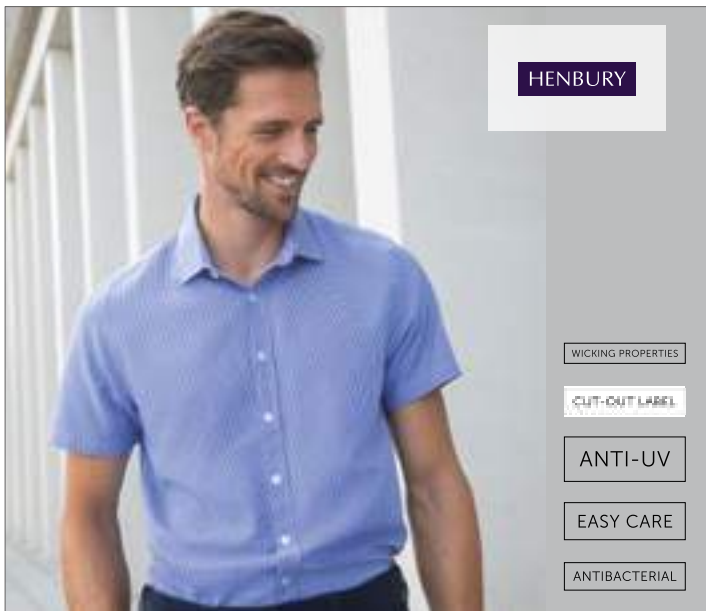 HENBURY
WICKING PROPERTIES
CUT-OUT LABEL
ANTI-UV
EASY CARE
ANTIBACTERIAL